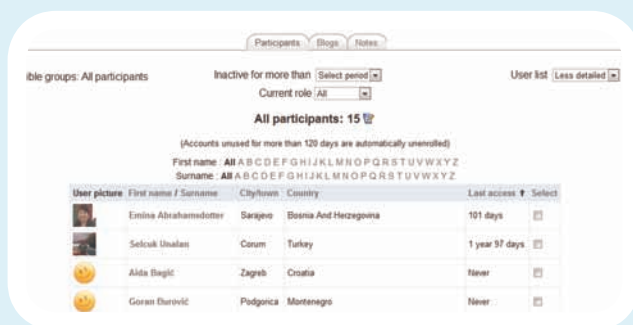 Participants Blogs Notes
ible groups: All participants Inactive for more than Select period User list Less detailed
Current role All
All participants: 15
(Accounts unused for more than 120 days are automatically unenrolled)
First name : All A B C D E F G H I J K L M N O P Q R S T U V W X Y Z
Surname : All A B C D E F G H I J K L M N O P Q R S T U V W X Y Z
User picture First name / Surname City/town Country Last access ↑ Select
Emina Abrahamsdotter Sarajevo Bosnia And Herzegovina 101 days
Selcuk Unalan Corum Turkey 1 year 97 days
Aida Bagić Zagreb Croatia Never
Goran Đurović Podgorica Montenegro Never